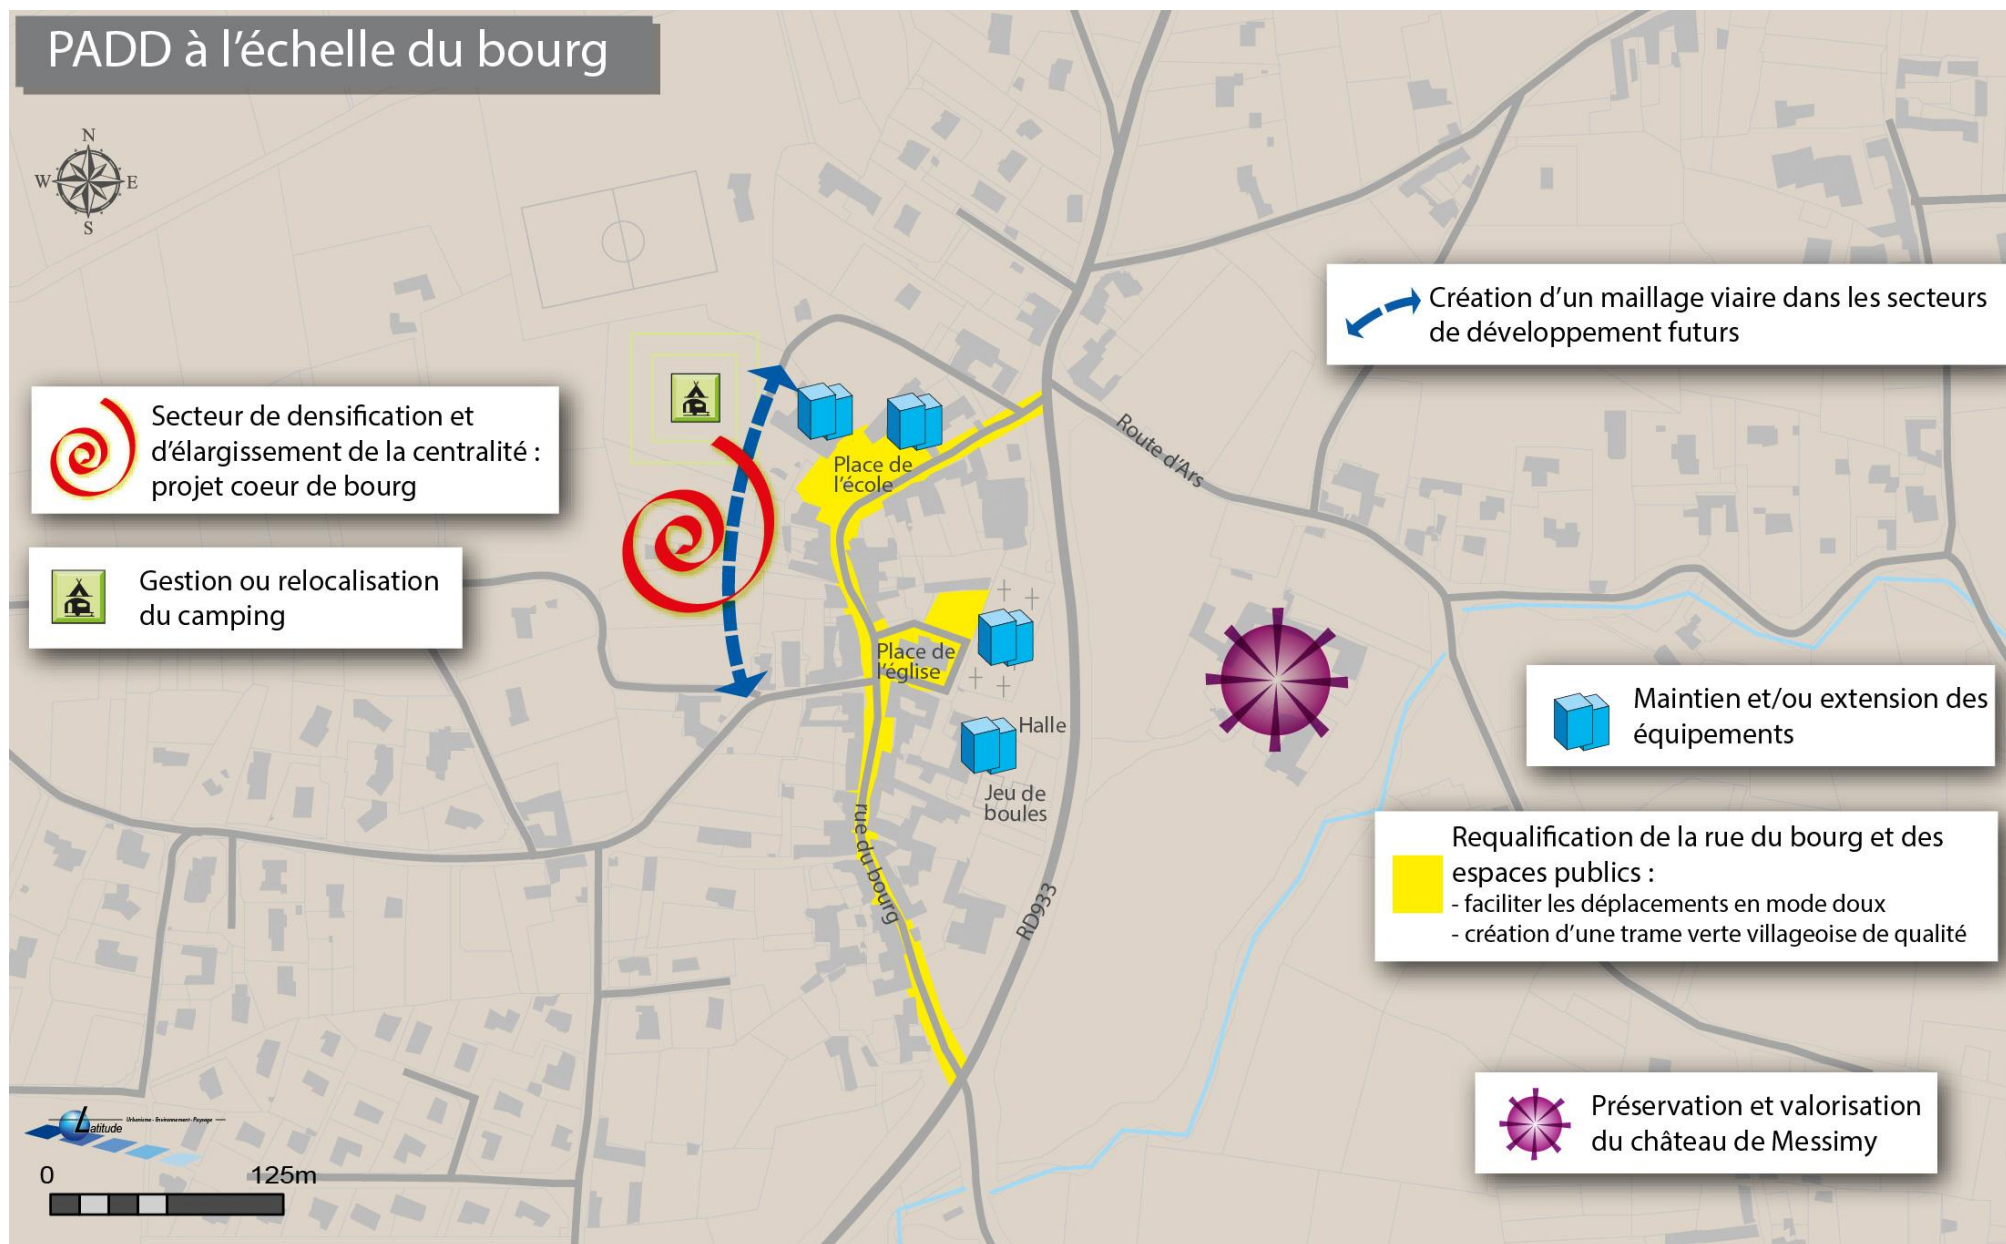 PADD à l'échelle du bourg
N
W
E
S
Création d'un maillage viaire dans les secteurs
de développement futurs
Secteur de densification et
d'élargissement de la centralité :
projet coeur de bourg
Route d'Ars
Place de
l'école
Gestion ou relocalisation
du camping
Place de
l'église
Maintien et/ou extension des
équipements
Halle
Jeu de
boules
rue du bourg
RD933
Requalification de la rue du bourg et des
espaces publics :
- faciliter les déplacements en mode doux
- création d'une trame verte villageoise de qualité
Préservation et valorisation
du château de Messimy
Latitude
Urbanisme - Environnement - Paysage
0
125m